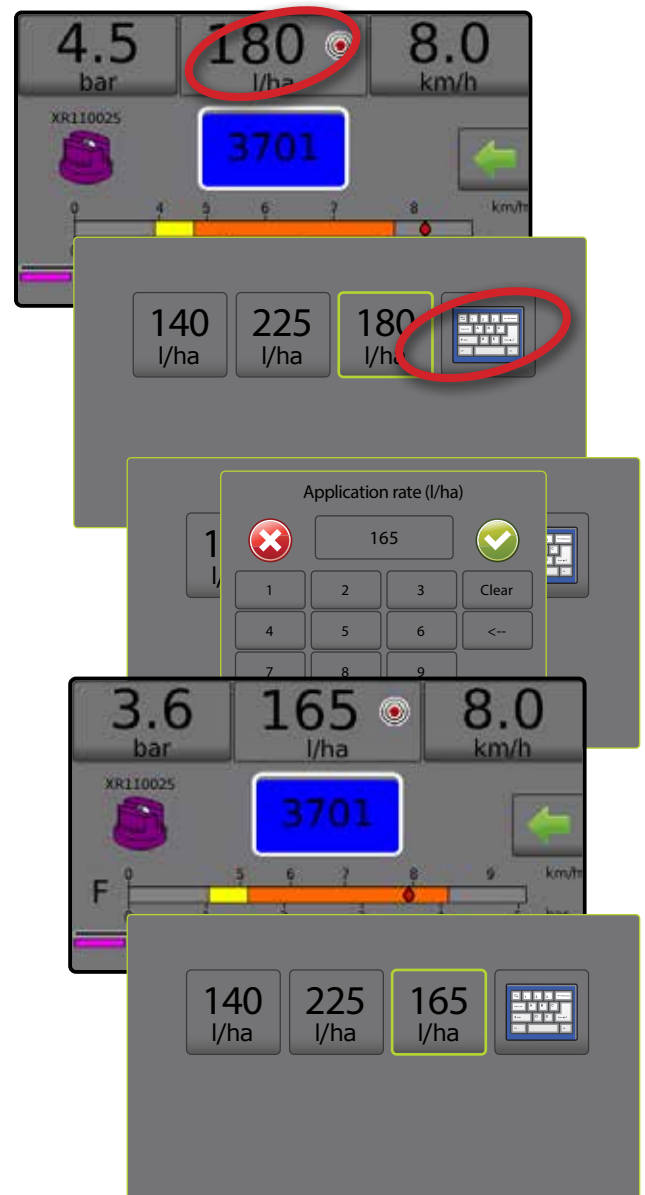 4.5 180 8.0
bar l/ha km/h
XR110025
3701
0 4 5 6 7 8 km/h
140 225 180
l/ha l/ha l/ha
Application rate (l/ha)
165
1 2 3 Clear
4 5 6 <--
7 8 9
3.6 165 8.0
bar l/ha km/h
XR110025
3701
0 5 6 7 8 9 km/h
F
140 225 165
l/ha l/ha l/ha